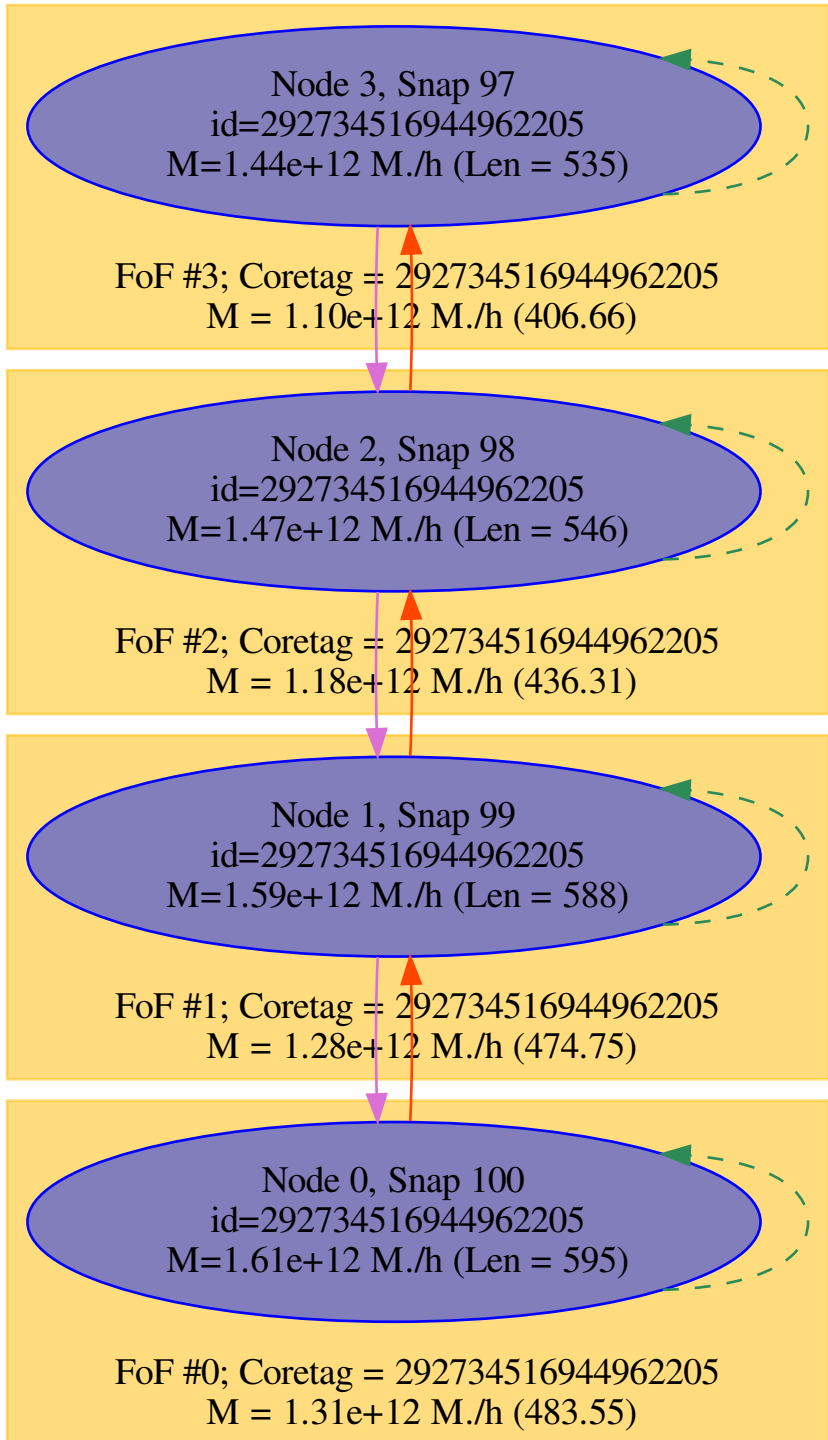 Node 3, Snap 97
id=292734516944962205
M=1.44e+12 M./h (Len = 535)
FoF #3; Coretag = 292734516944962205
M = 1.10e+12 M./h (406.66)
Node 2, Snap 98
id=292734516944962205
M=1.47e+12 M./h (Len = 546)
FoF #2; Coretag = 292734516944962205
M = 1.18e+12 M./h (436.31)
Node 1, Snap 99
id=292734516944962205
M=1.59e+12 M./h (Len = 588)
FoF #1; Coretag = 292734516944962205
M = 1.28e+12 M./h (474.75)
Node 0, Snap 100
id=292734516944962205
M=1.61e+12 M./h (Len = 595)
FoF #0; Coretag = 292734516944962205
M = 1.31e+12 M./h (483.55)